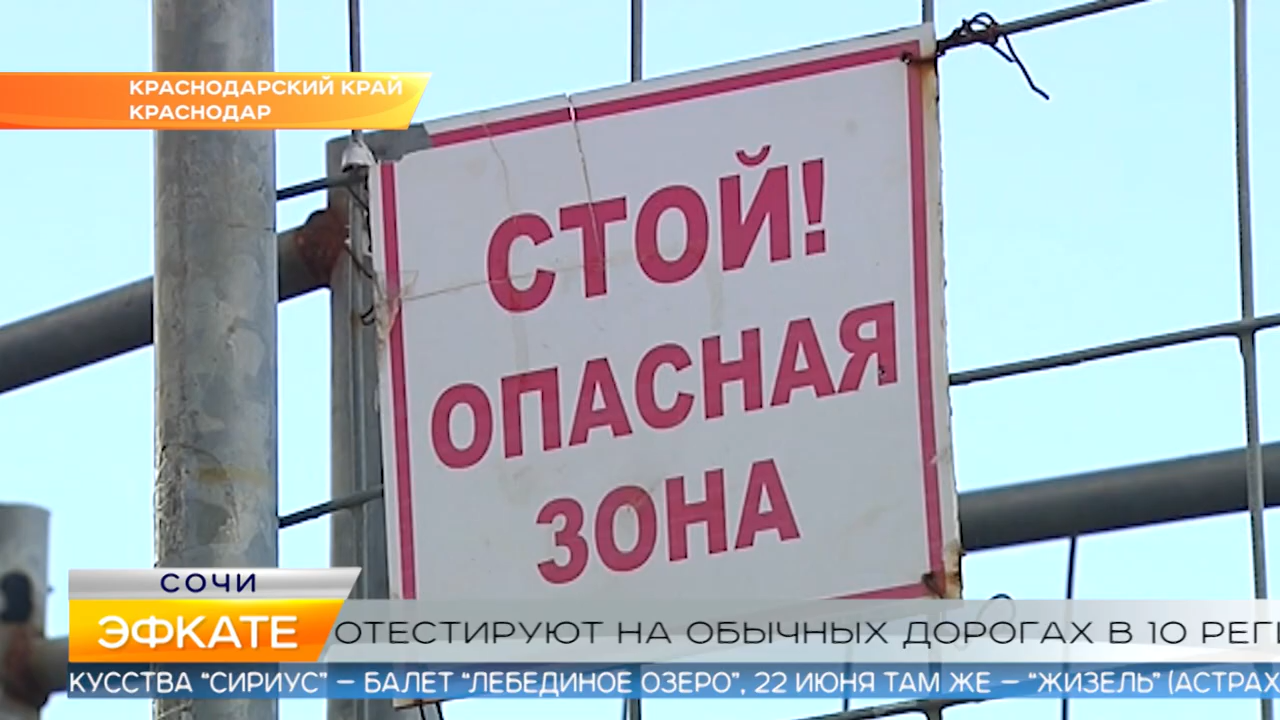 КРАСНОДАРСКИЙ КРАЙ
КРАСНОДАР
СТОЙ!
ОПАСНАЯ
ЗОНА
СОЧИ
ЭФКАТЕ
ОТЕСТИРУЮТ НА ОБЫЧНЫХ ДОРОГАХ В 10 РЕГИ
КУССТВА “СИРИУС” – БАЛЕТ “ЛЕБЕДИНОЕ ОЗЕРО”, 22 ИЮНЯ ТАМ ЖЕ – “ЖИЗЕЛЬ” (АСТРАХ